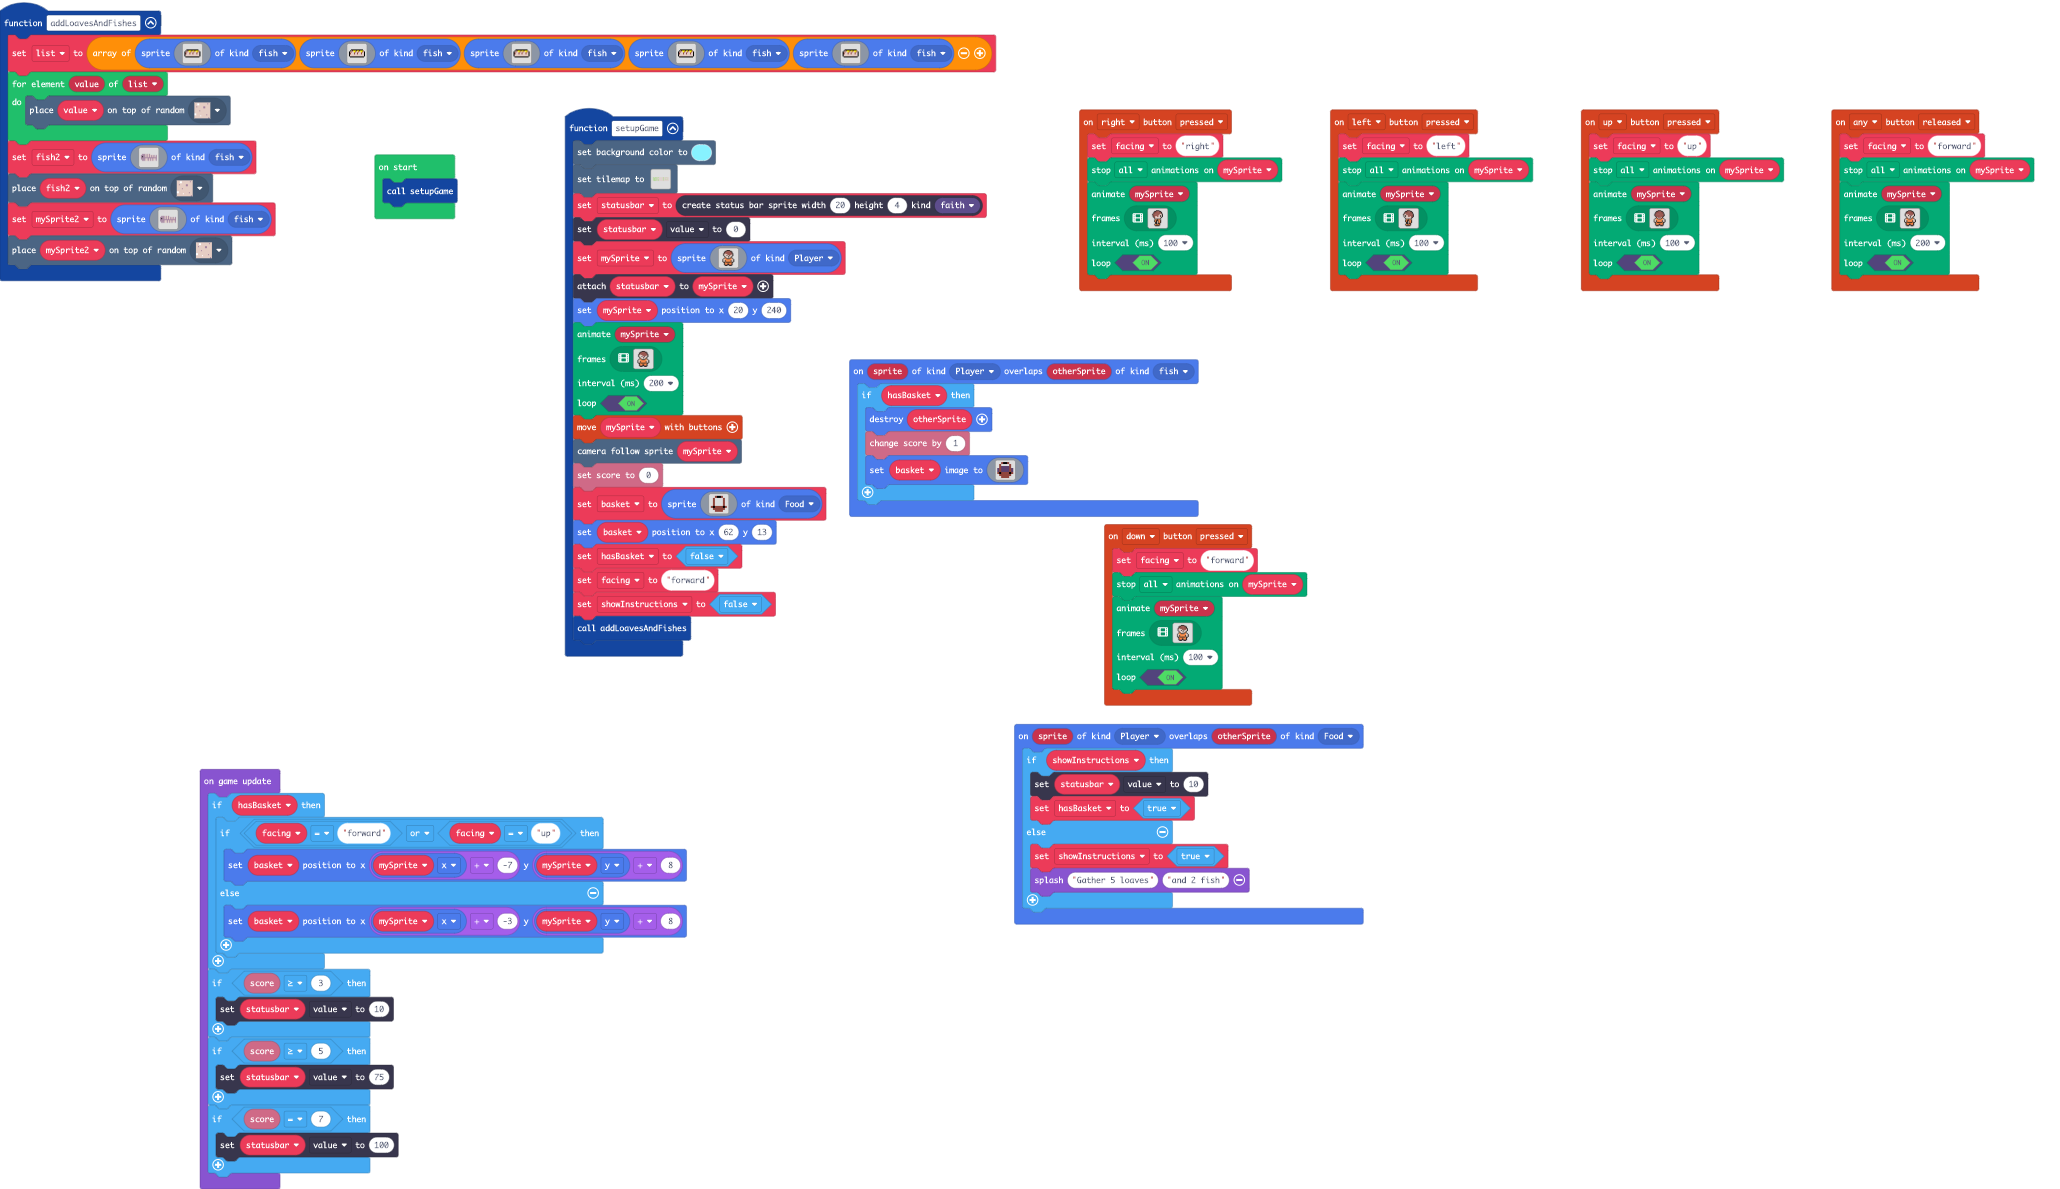 function addLoavesAndFishes
set list to array of sprite of kind fish sprite of kind fish sprite of kind fish sprite of kind fish sprite of kind fish
for element value of list
do place value on top of random
set fish2 to sprite of kind fish
place fish2 on top of random
set mySprite2 to sprite of kind fish
place mySprite2 on top of random
on start
call setupGame
function setupGame
set background color to
set tilemap to
set statusbar to create status bar sprite width 20 height 4 kind faith
set statusbar value to 0
set mySprite to sprite of kind Player
attach statusbar to mySprite
set mySprite position to x 20 y 240
animate mySprite
frames
interval (ms) 200
loop ON
move mySprite with buttons
camera follow sprite mySprite
set score to 0
set basket to sprite of kind Food
set basket position to x 62 y 13
set hasBasket to false
set facing to "forward"
set showInstructions to false
call addLoavesAndFishes
on right button pressed
set facing to "right"
stop all animations on mySprite
animate mySprite
frames
interval (ms) 100
loop ON
on left button pressed
set facing to "left"
stop all animations on mySprite
animate mySprite
frames
interval (ms) 100
loop ON
on up button pressed
set facing to "up"
stop all animations on mySprite
animate mySprite
frames
interval (ms) 100
loop ON
on any button released
set facing to "forward"
stop all animations on mySprite
animate mySprite
frames
interval (ms) 200
loop ON
on sprite of kind Player overlaps otherSprite of kind fish
if hasBasket then
destroy otherSprite
change score by 1
set basket image to
on down button pressed
set facing to "forward"
stop all animations on mySprite
animate mySprite
frames
interval (ms) 100
loop ON
on sprite of kind Player overlaps otherSprite of kind Food
if showInstructions then
set statusbar value to 10
set hasBasket to true
else
set showInstructions to true
splash "Gather 5 loaves" "and 2 fish"
on game update
if hasBasket then
if facing = "forward" or facing = "up" then
set basket position to x mySprite x + -7 y mySprite y + 8
else
set basket position to x mySprite x + -3 y mySprite y + 8
if score ≥ 3 then
set statusbar value to 10
if score ≥ 5 then
set statusbar value to 75
if score = 7 then
set statusbar value to 100